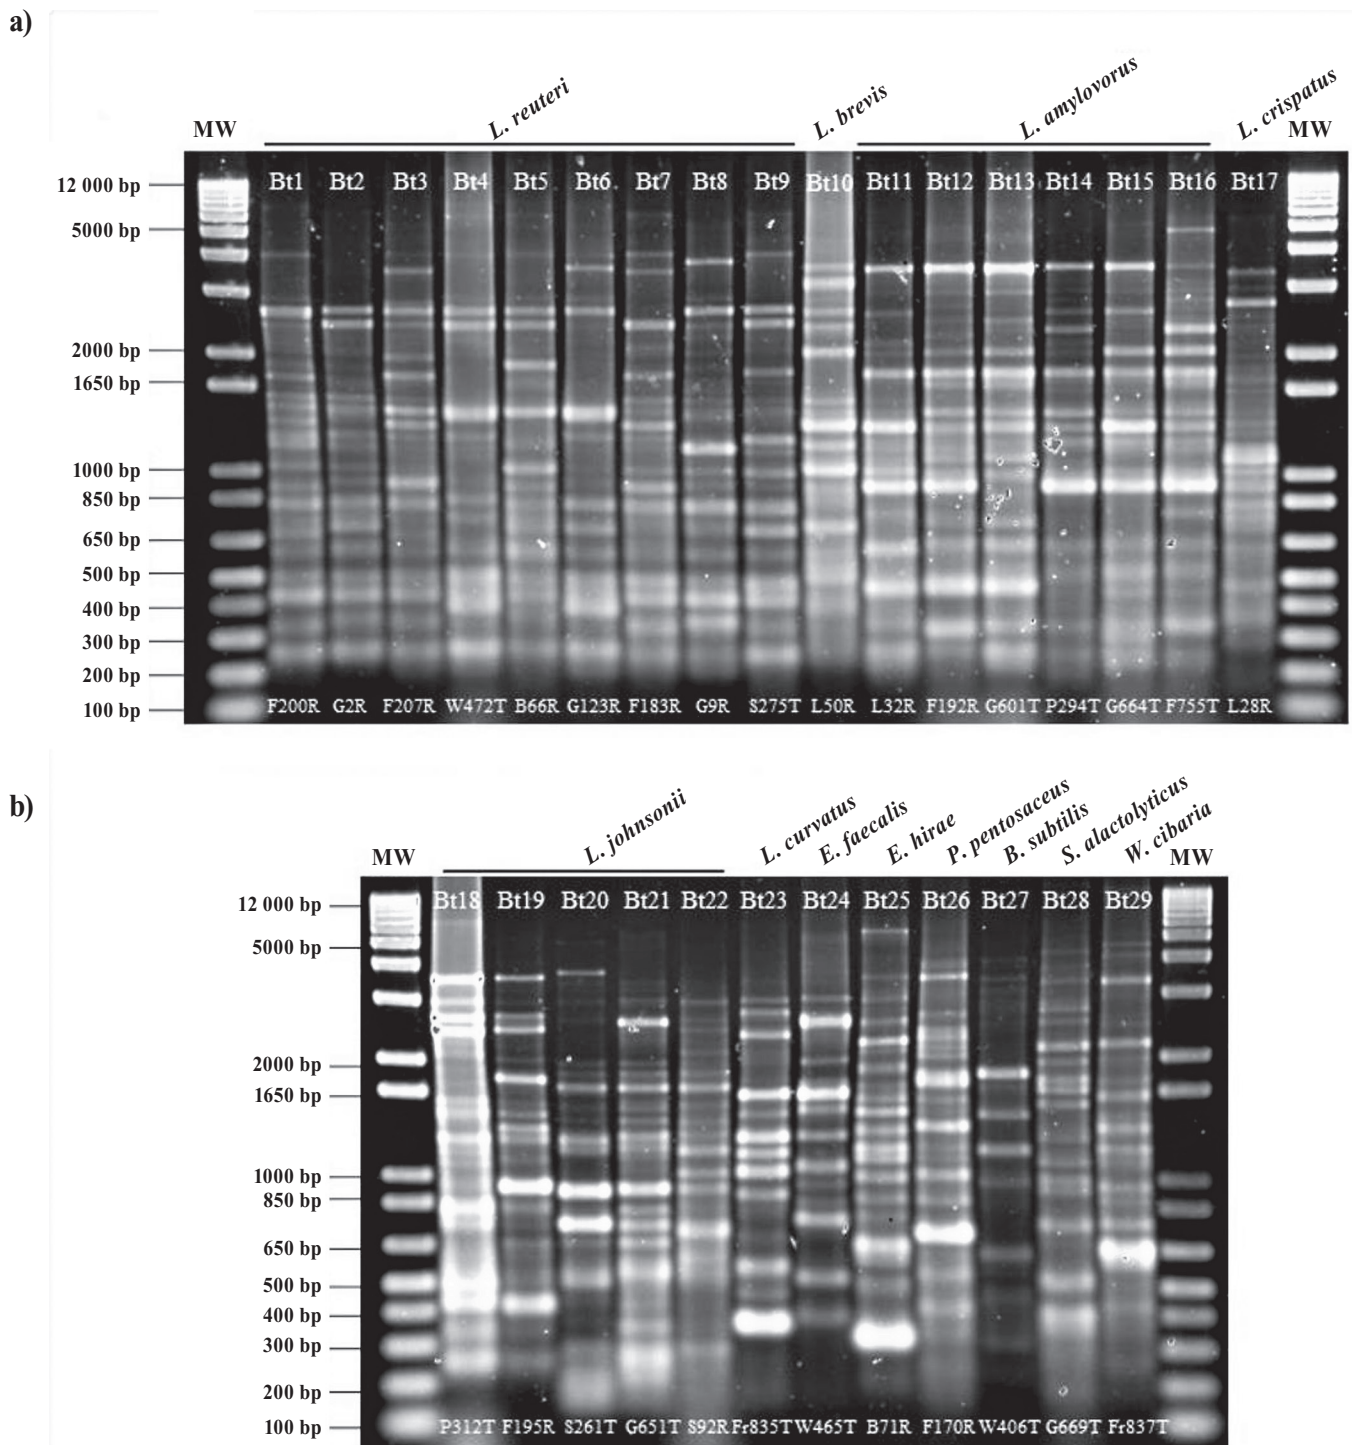 a)
MW L. reuteri L. brevis L. amylovorus L. crispatus MW
Bt1 Bt2 Bt3 Bt4 Bt5 Bt6 Bt7 Bt8 Bt9 Bt10 Bt11 Bt12 Bt13 Bt14 Bt15 Bt16 Bt17
12 000 bp
5000 bp
2000 bp
1650 bp
1000 bp
850 bp
650 bp
500 bp
400 bp
300 bp
200 bp
100 bp
F200R G2R F207R W472T B66R G123R F183R G9R S275T L50R L32R F192R G601T P294T G664T F755T L28R
b)
MW L. johnsonii L. curvatus E. faecalis E. hirae P. pentosaceus B. subtilis S. alactolyticus W. cibaria MW
Bt18 Bt19 Bt20 Bt21 Bt22 Bt23 Bt24 Bt25 Bt26 Bt27 Bt28 Bt29
12 000 bp
5000 bp
2000 bp
1650 bp
1000 bp
850 bp
650 bp
500 bp
400 bp
300 bp
200 bp
100 bp
P312T F195R S261T G651T S92R Fr835T W465T B71R F170R W406T G669T Fr837T